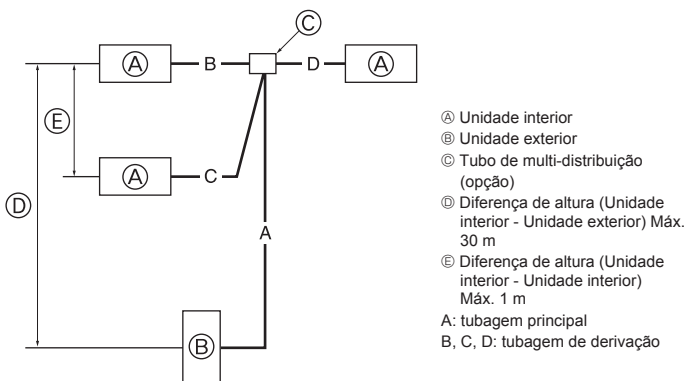 Ⓒ
Ⓐ B D Ⓐ
Ⓔ
Ⓐ C
Ⓓ
A
Ⓑ
Ⓐ Unidade interior
Ⓑ Unidade exterior
Ⓒ Tubo de multi-distribuição
(opção)
Ⓓ Diferença de altura (Unidade
interior - Unidade exterior) Máx.
30 m
Ⓔ Diferença de altura (Unidade
interior - Unidade interior)
Máx. 1 m
A: tubagem principal
B, C, D: tubagem de derivação